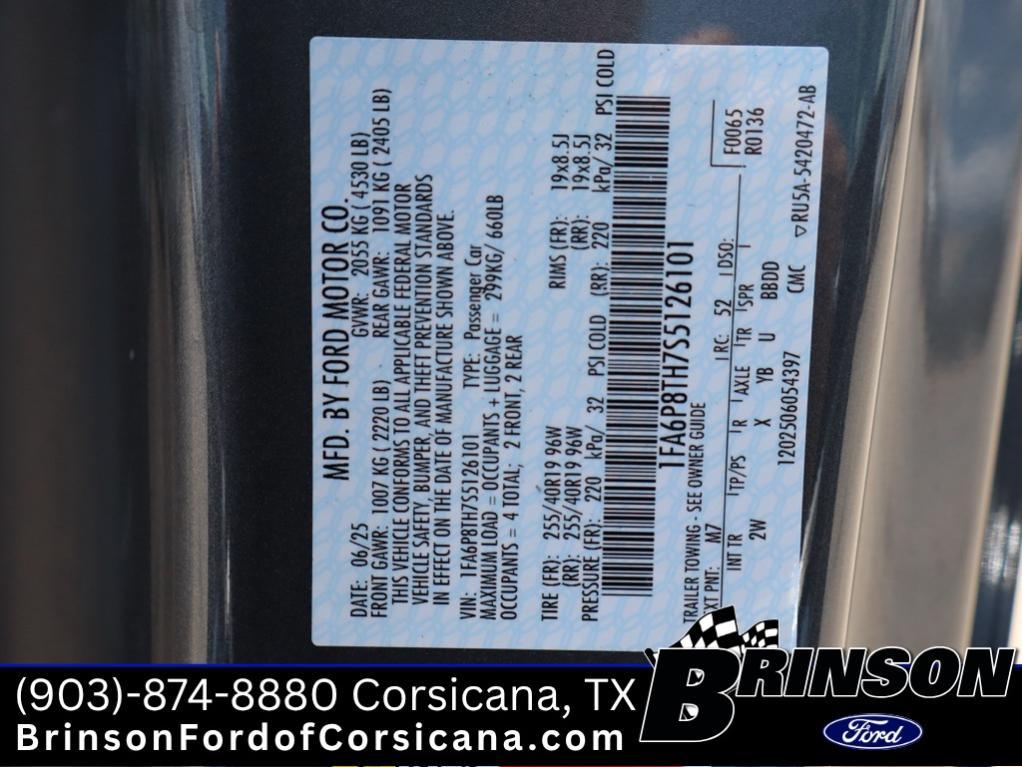 MFD. BY FORD MOTOR CO.
DATE: 06/25 GVWR: 2055 KG ( 4530 LB)
FRONT GAWR: 1007 KG ( 2220 LB) REAR GAWR: 1091 KG ( 2405 LB)
THIS VEHICLE CONFORMS TO ALL APPLICABLE FEDERAL MOTOR
VEHICLE SAFETY, BUMPER, AND THEFT PREVENTION STANDARDS
IN EFFECT ON THE DATE OF MANUFACTURE SHOWN ABOVE.
VIN: 1FA6P8TH7S5126101 TYPE: Passenger Car
MAXIMUM LOAD = OCCUPANTS + LUGGAGE = 299KG/ 660LB
OCCUPANTS = 4 TOTAL; 2 FRONT, 2 REAR
TIRE (FR): 255/40R19 96W RIMS (FR): 19x8.5J
(RR): 255/40R19 96W (RR): 19x8.5J
PRESSURE (FR): 220 kPa/ 32 PSI COLD (RR): 220 kPa/ 32 PSI COLD
1FA6P8TH7S5126101
TRAILER TOWING - SEE OWNER GUIDE
EXT PNT: M7 RC: 52 DSO: F0065
INT TR TP/PS R AXLE TR SPR R0136
2W X YB U BBDD
1202506054397 CMC ▽RU5A-5420472-AB
(903)-874-8880 Corsicana, TX
BrinsonFordofCorsicana.com
BRINSON
Ford